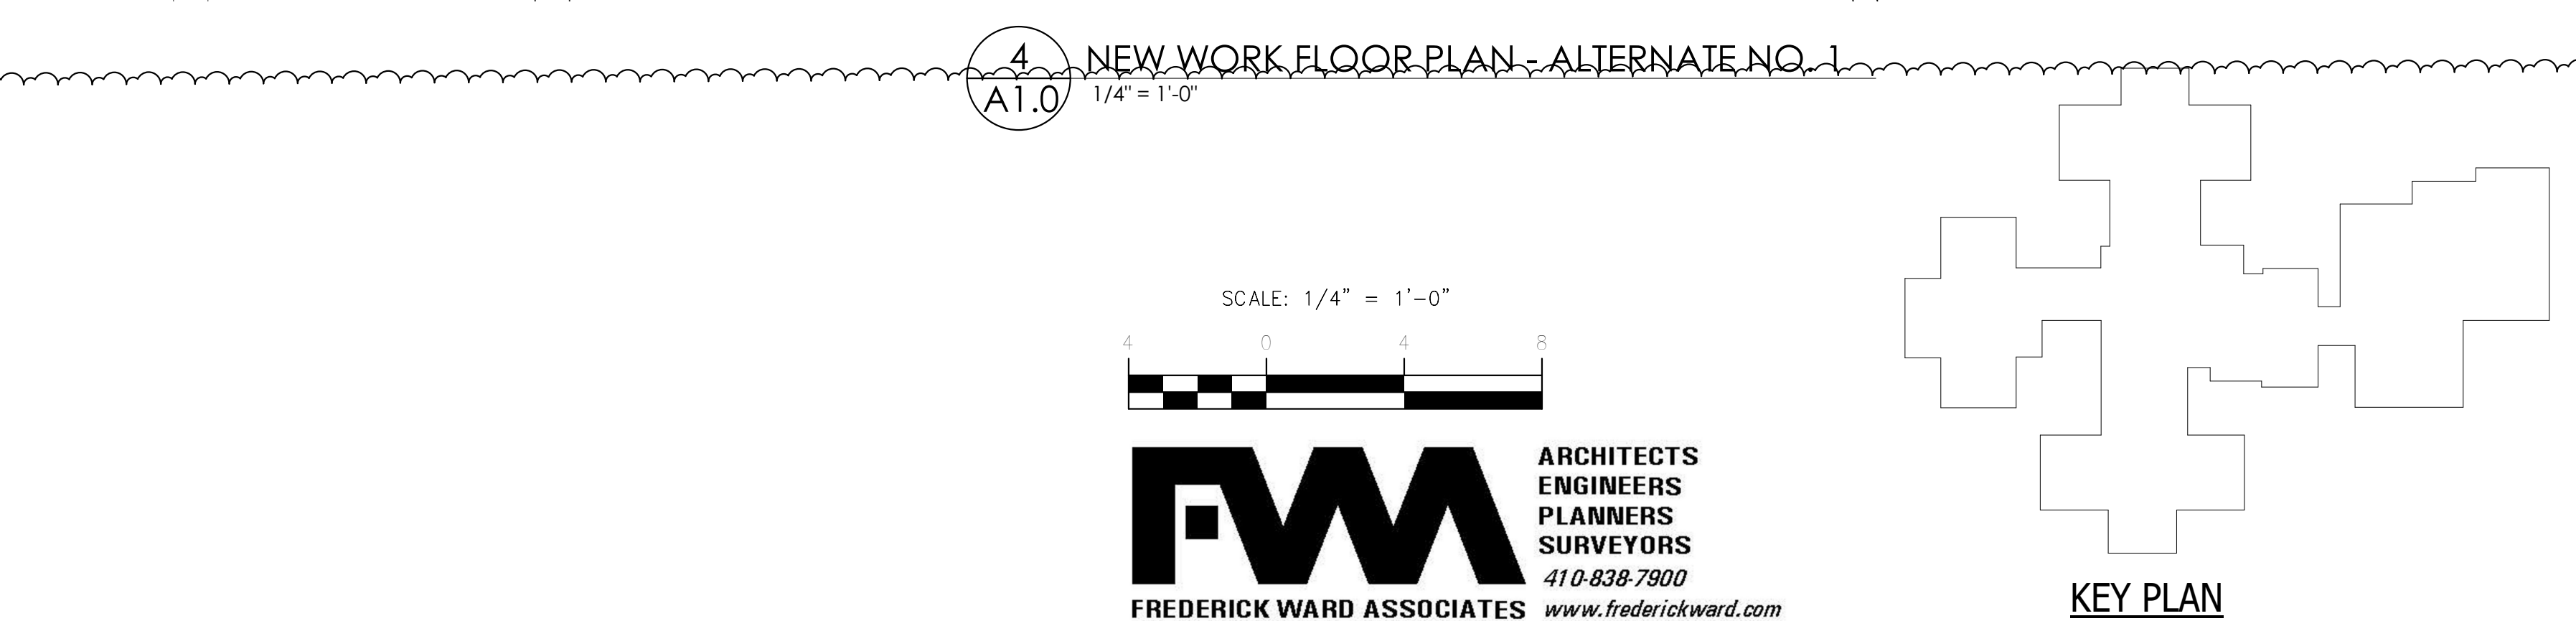 4
NEW WORK FLOOR PLAN - ALTERNATE NO. 1
A1.0
1/4" = 1'-0"
SCALE: 1/4” = 1’-0”
4 0 4 8
FWA
ARCHITECTS
ENGINEERS
PLANNERS
SURVEYORS
410-838-7900
FREDERICK WARD ASSOCIATES
www.frederickward.com
KEY PLAN